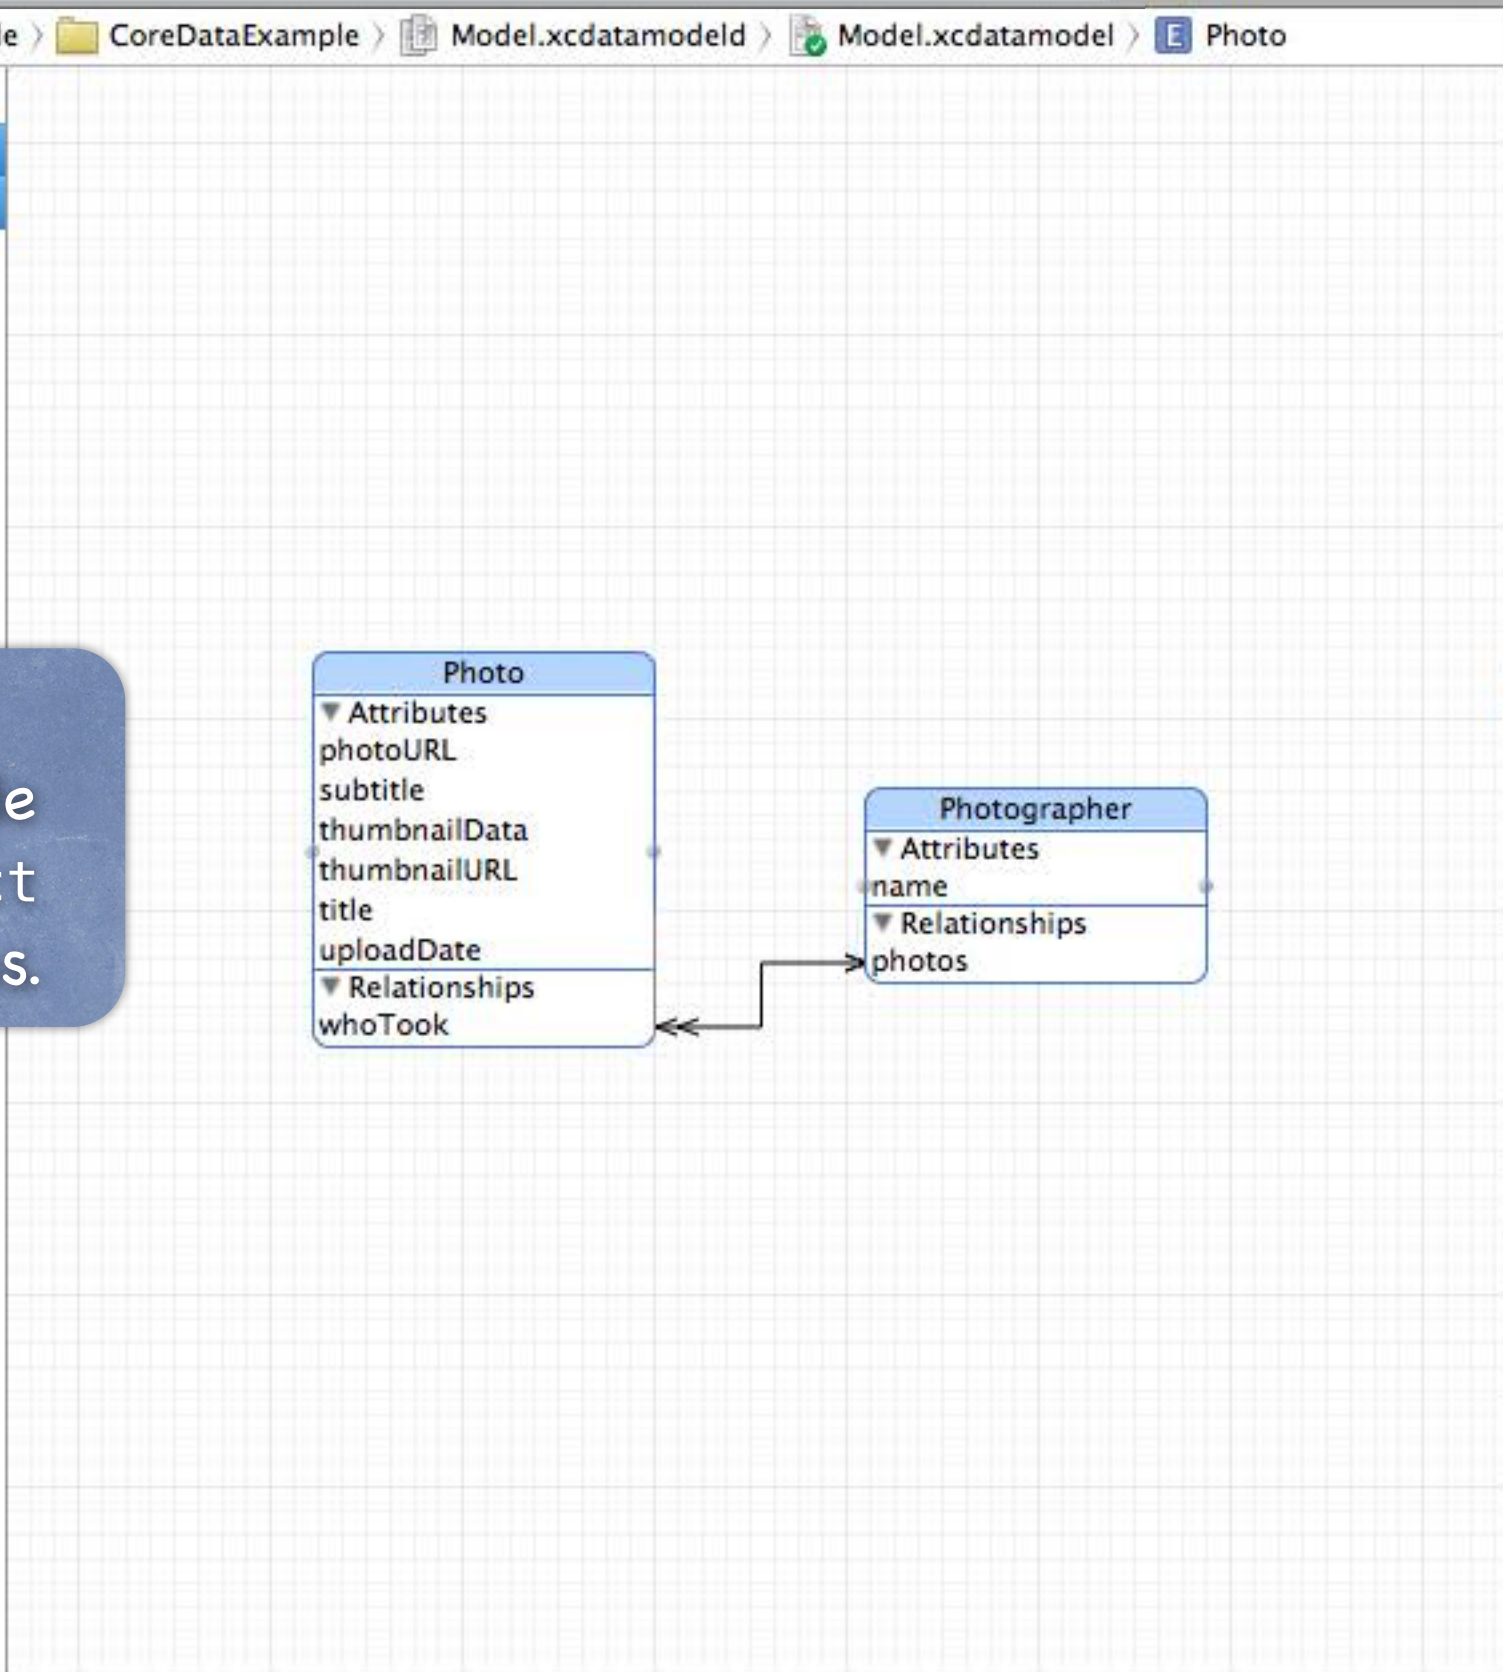 le CoreDataExample Model.xcdatamodeld Model.xcdatamodel E Photo
Photo
Attributes
photoURL
subtitle
thumbnailData
thumbnailURL
title
uploadDate
Relationships
whoTook
Photographer
Attributes
name
Relationships
photos
s.